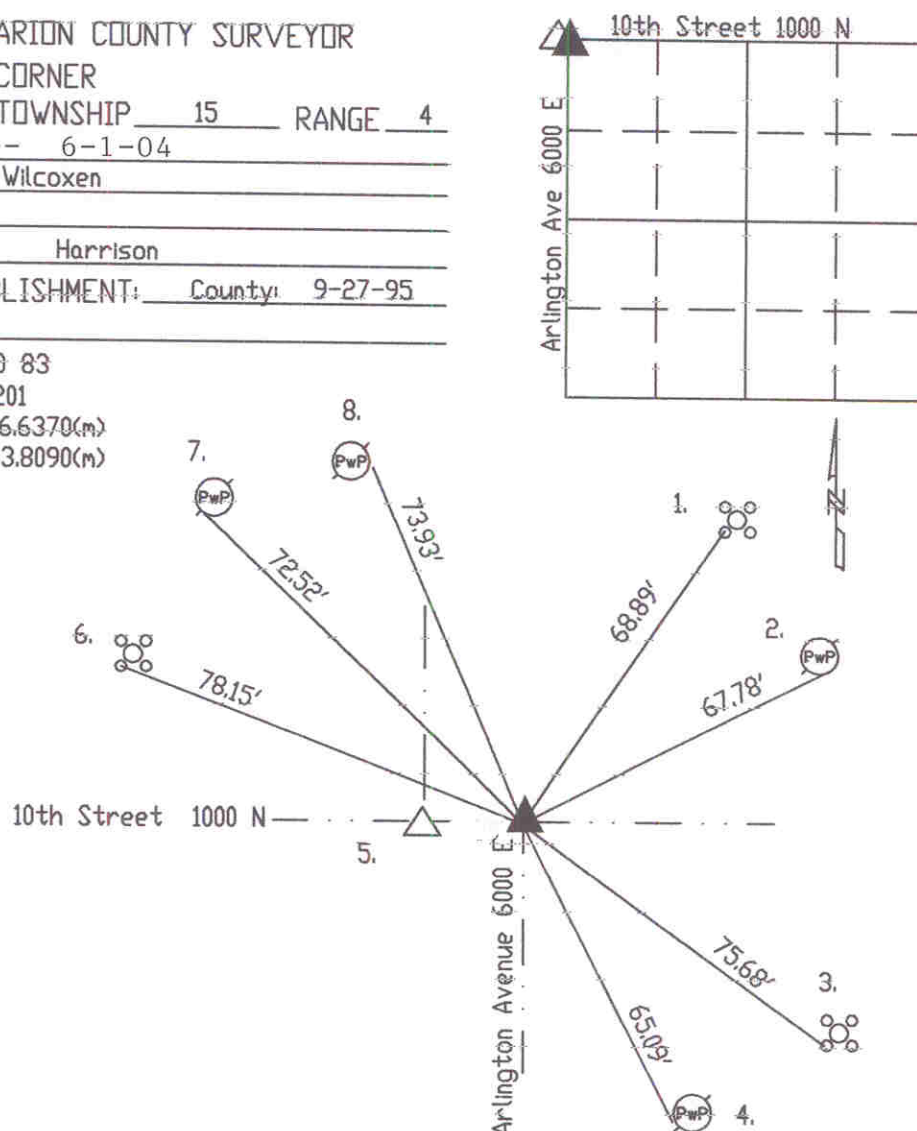 ARION COUNTY SURVEYOR
CORNER
TOWNSHIP 15 RANGE 4
- 6-1-04
Wilcoxen
Harrison
LISHMENT: County: 9-27-95
83
201
6.6370(m)
3.8090(m)
10th Street 1000 N
Arlington Ave 6000 E
N
8.
PwP
7.
PwP
1.
73.93'
72.52'
68.89'
6.
2.
PwP
78.15'
67.78'
10th Street 1000 N
5.
Arlington Avenue 6000 E
75.68'
3.
65.09'
PwP
4.